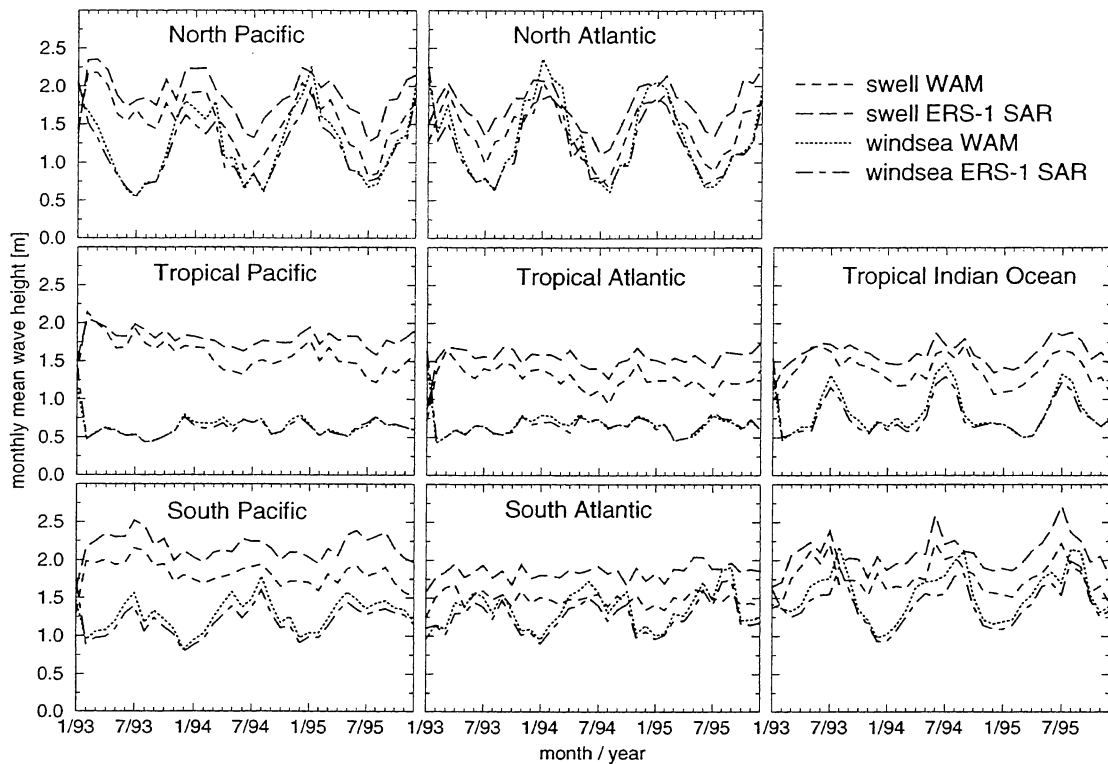 North Pacific
North Atlantic
swell WAM
swell ERS-1 SAR
windsea WAM
windsea ERS-1 SAR
2.5
2.0
1.5
1.0
0.5
0.0
Tropical Pacific
Tropical Atlantic
Tropical Indian Ocean
monthly mean wave height [m]
2.5
2.0
1.5
1.0
0.5
0.0
South Pacific
South Atlantic
2.5
2.0
1.5
1.0
0.5
0.0
1/93 7/93 1/94 7/94 1/95 7/95 1/93 7/93 1/94 7/94 1/95 7/95 1/93 7/93 1/94 7/94 1/95 7/95
month / year